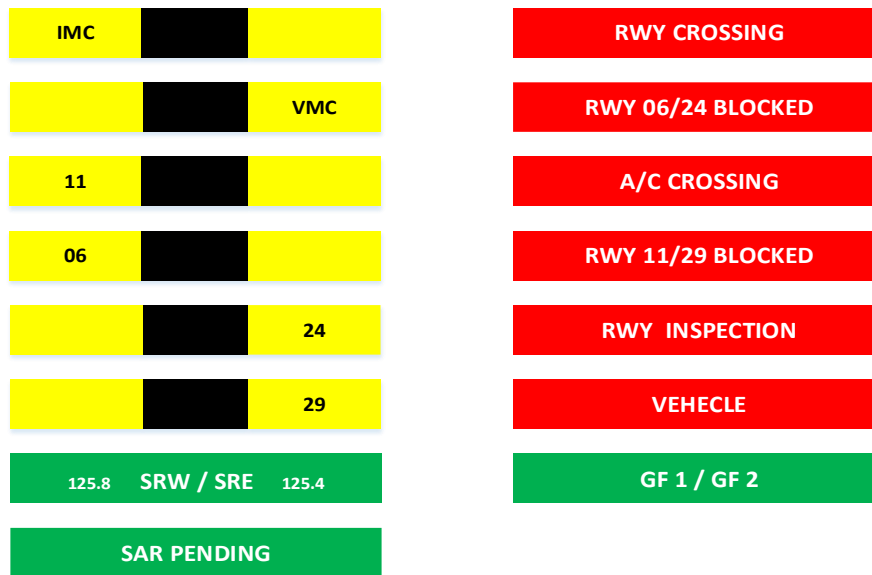 IMC
RWY CROSSING
VMC
RWY 06/24 BLOCKED
11
A/C CROSSING
06
RWY 11/29 BLOCKED
24
RWY INSPECTION
29
VEHECLE
125.8 SRW / SRE 125.4
GF 1 / GF 2
SAR PENDING